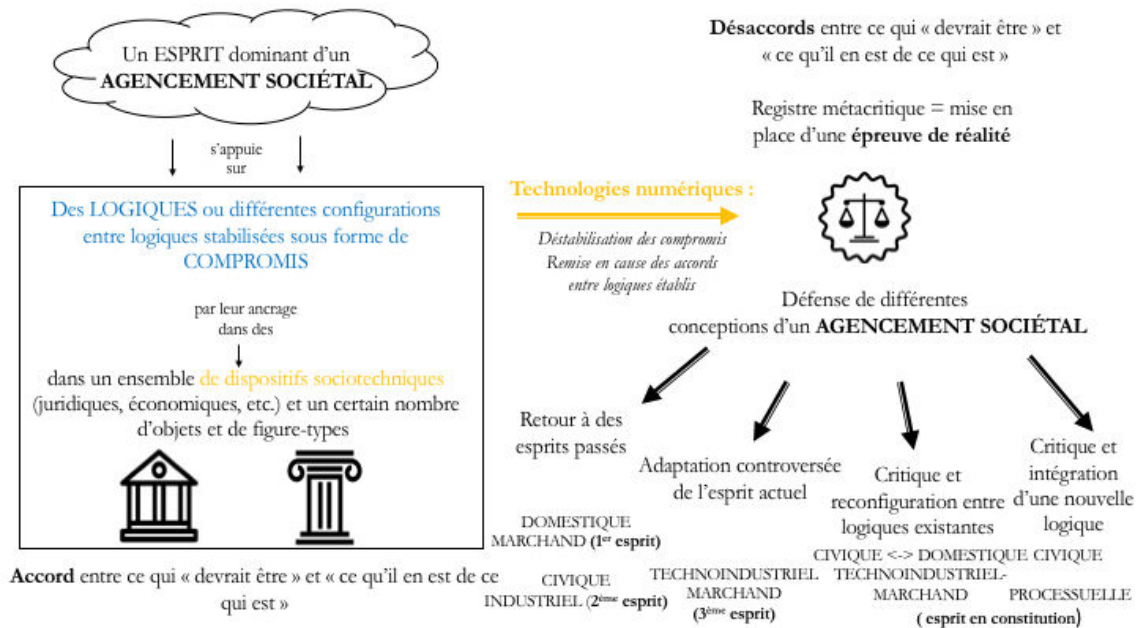 Un ESPRIT dominant d'un
AGENCEMENT SOCIÉTAL
s'appuie
sur
Des LOGIQUES ou différentes configurations
entre logiques stabilisées sous forme de
COMPROMIS
par leur ancrage
dans des
dans un ensemble de dispositifs sociotechniques
(juridiques, économiques, etc.) et un certain nombre
d'objets et de figure-types
Accord entre ce qui « devrait être » et « ce qu'il en est de ce
qui est »
Technologies numériques :
Déstabilisation des compromis
Remise en cause des accords
entre logiques établis
Désaccords entre ce qui « devrait être » et
« ce qu'il en est de ce qui est »
Registre métacritique = mise en
place d'une épreuve de réalité
Défense de différentes
conceptions d'un AGENCEMENT SOCIÉTAL
Retour à des
esprits passés
DOMESTIQUE
MARCHAND (1er esprit)
CIVIQUE
INDUSTRIEL (2ème esprit)
Adaptation controversée
de l'esprit actuel
TECHNOINDUSTRIEL
MARCHAND
(3ème esprit)
Critique et
reconfiguration entre
logiques existantes
CIVIQUE <-> DOMESTIQUE
TECHNOINDUSTRIEL-
MARCHAND
Critique et
intégration
d'une nouvelle
logique
CIVIQUE
PROCESSUELLE
( esprit en constitution)